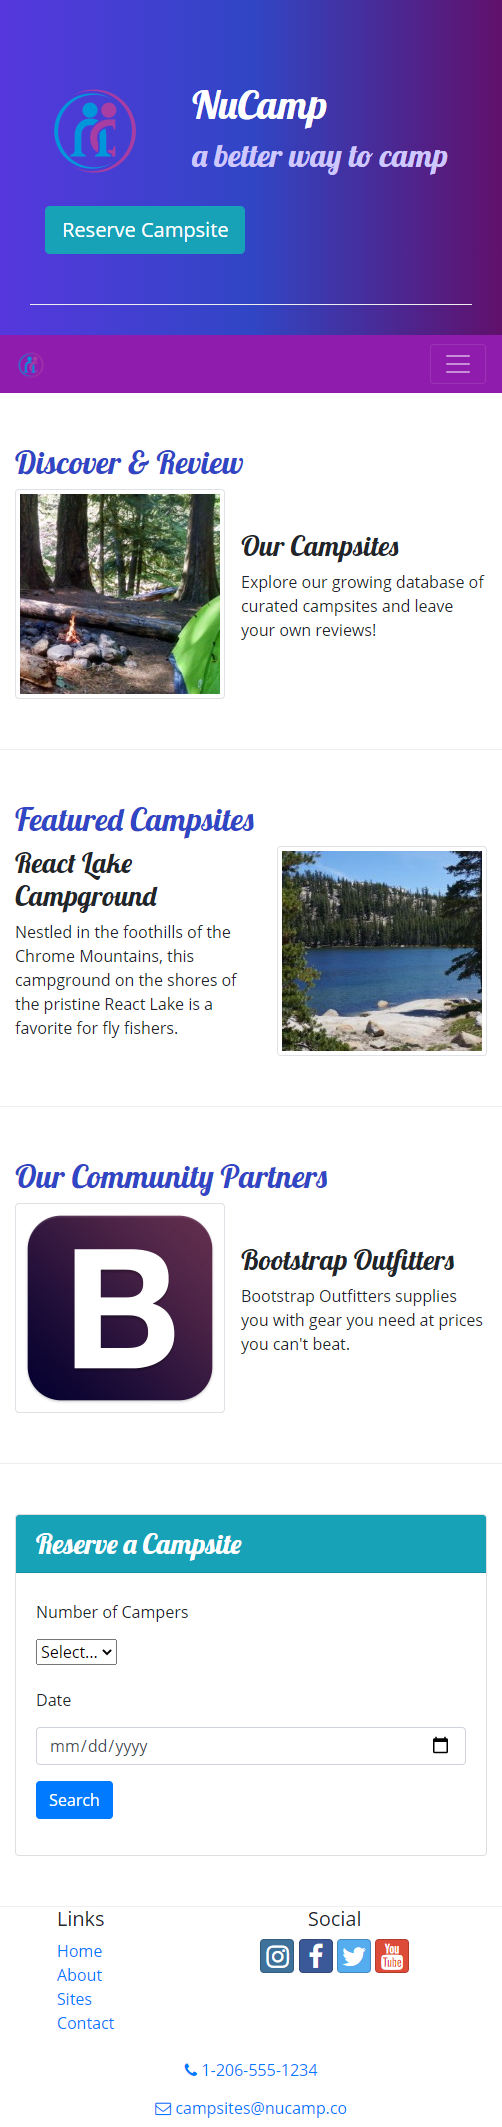 NuCamp
a better way to camp
Reserve Campsite
Discover & Review
Our Campsites
Explore our growing database of
curated campsites and leave
your own reviews!
Featured Campsites
React Lake
Campground
Nestled in the foothills of the
Chrome Mountains, this
campground on the shores of
the pristine React Lake is a
favorite for fly fishers.
Our Community Partners
B
Bootstrap Outfitters
Bootstrap Outfitters supplies
you with gear you need at prices
you can't beat.
Reserve a Campsite
Number of Campers
Select...
Date
mm/dd/yyyy
Search
Links
Home
About
Sites
Contact
Social
f
You
Tube
1-206-555-1234
campsites@nucamp.co